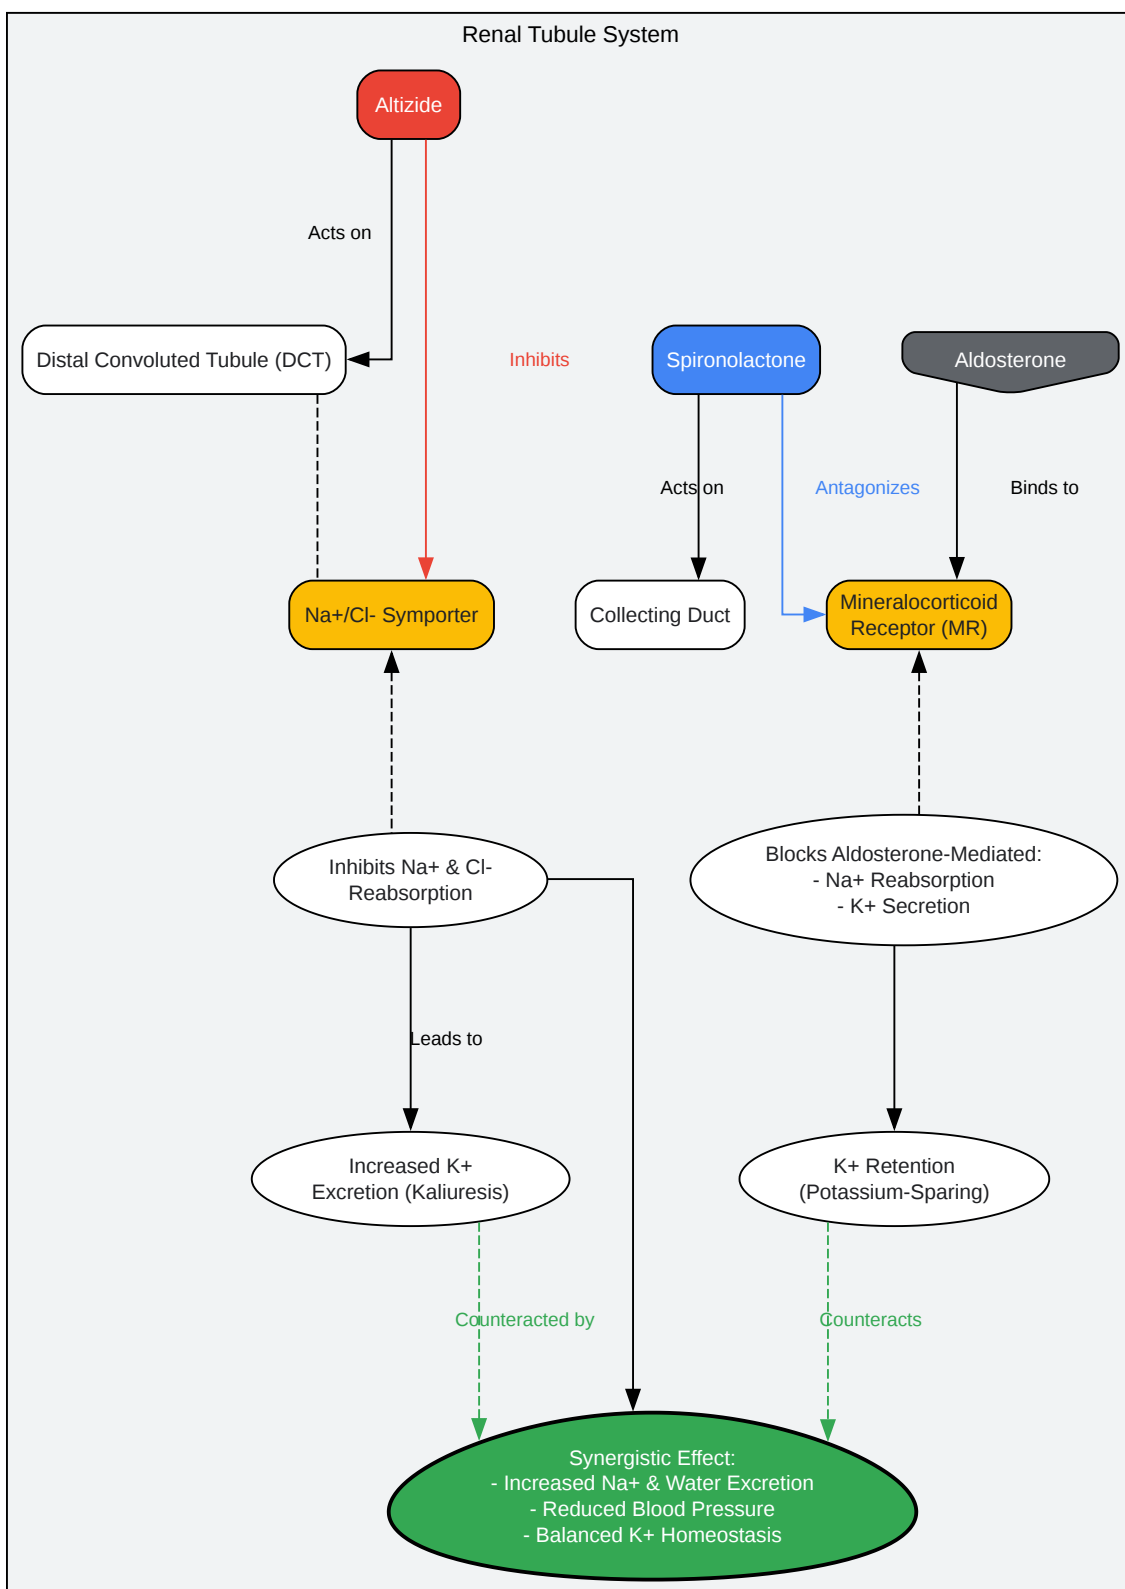 Renal Tubule System
Altizide
Acts on
Distal Convoluted Tubule (DCT)
Inhibits
Spironolactone
Aldosterone
Acts on
Antagonizes
Binds to
Na+/Cl- Symporter
Collecting Duct
Mineralocorticoid
Receptor (MR)
Inhibits Na+ & Cl-
Reabsorption
Blocks Aldosterone-Mediated:
- Na+ Reabsorption
- K+ Secretion
Leads to
Increased K+
Excretion (Kaliuresis)
K+ Retention
(Potassium-Sparing)
Counteracted by
Counteracts
Synergistic Effect:
- Increased Na+ & Water Excretion
- Reduced Blood Pressure
- Balanced K+ Homeostasis